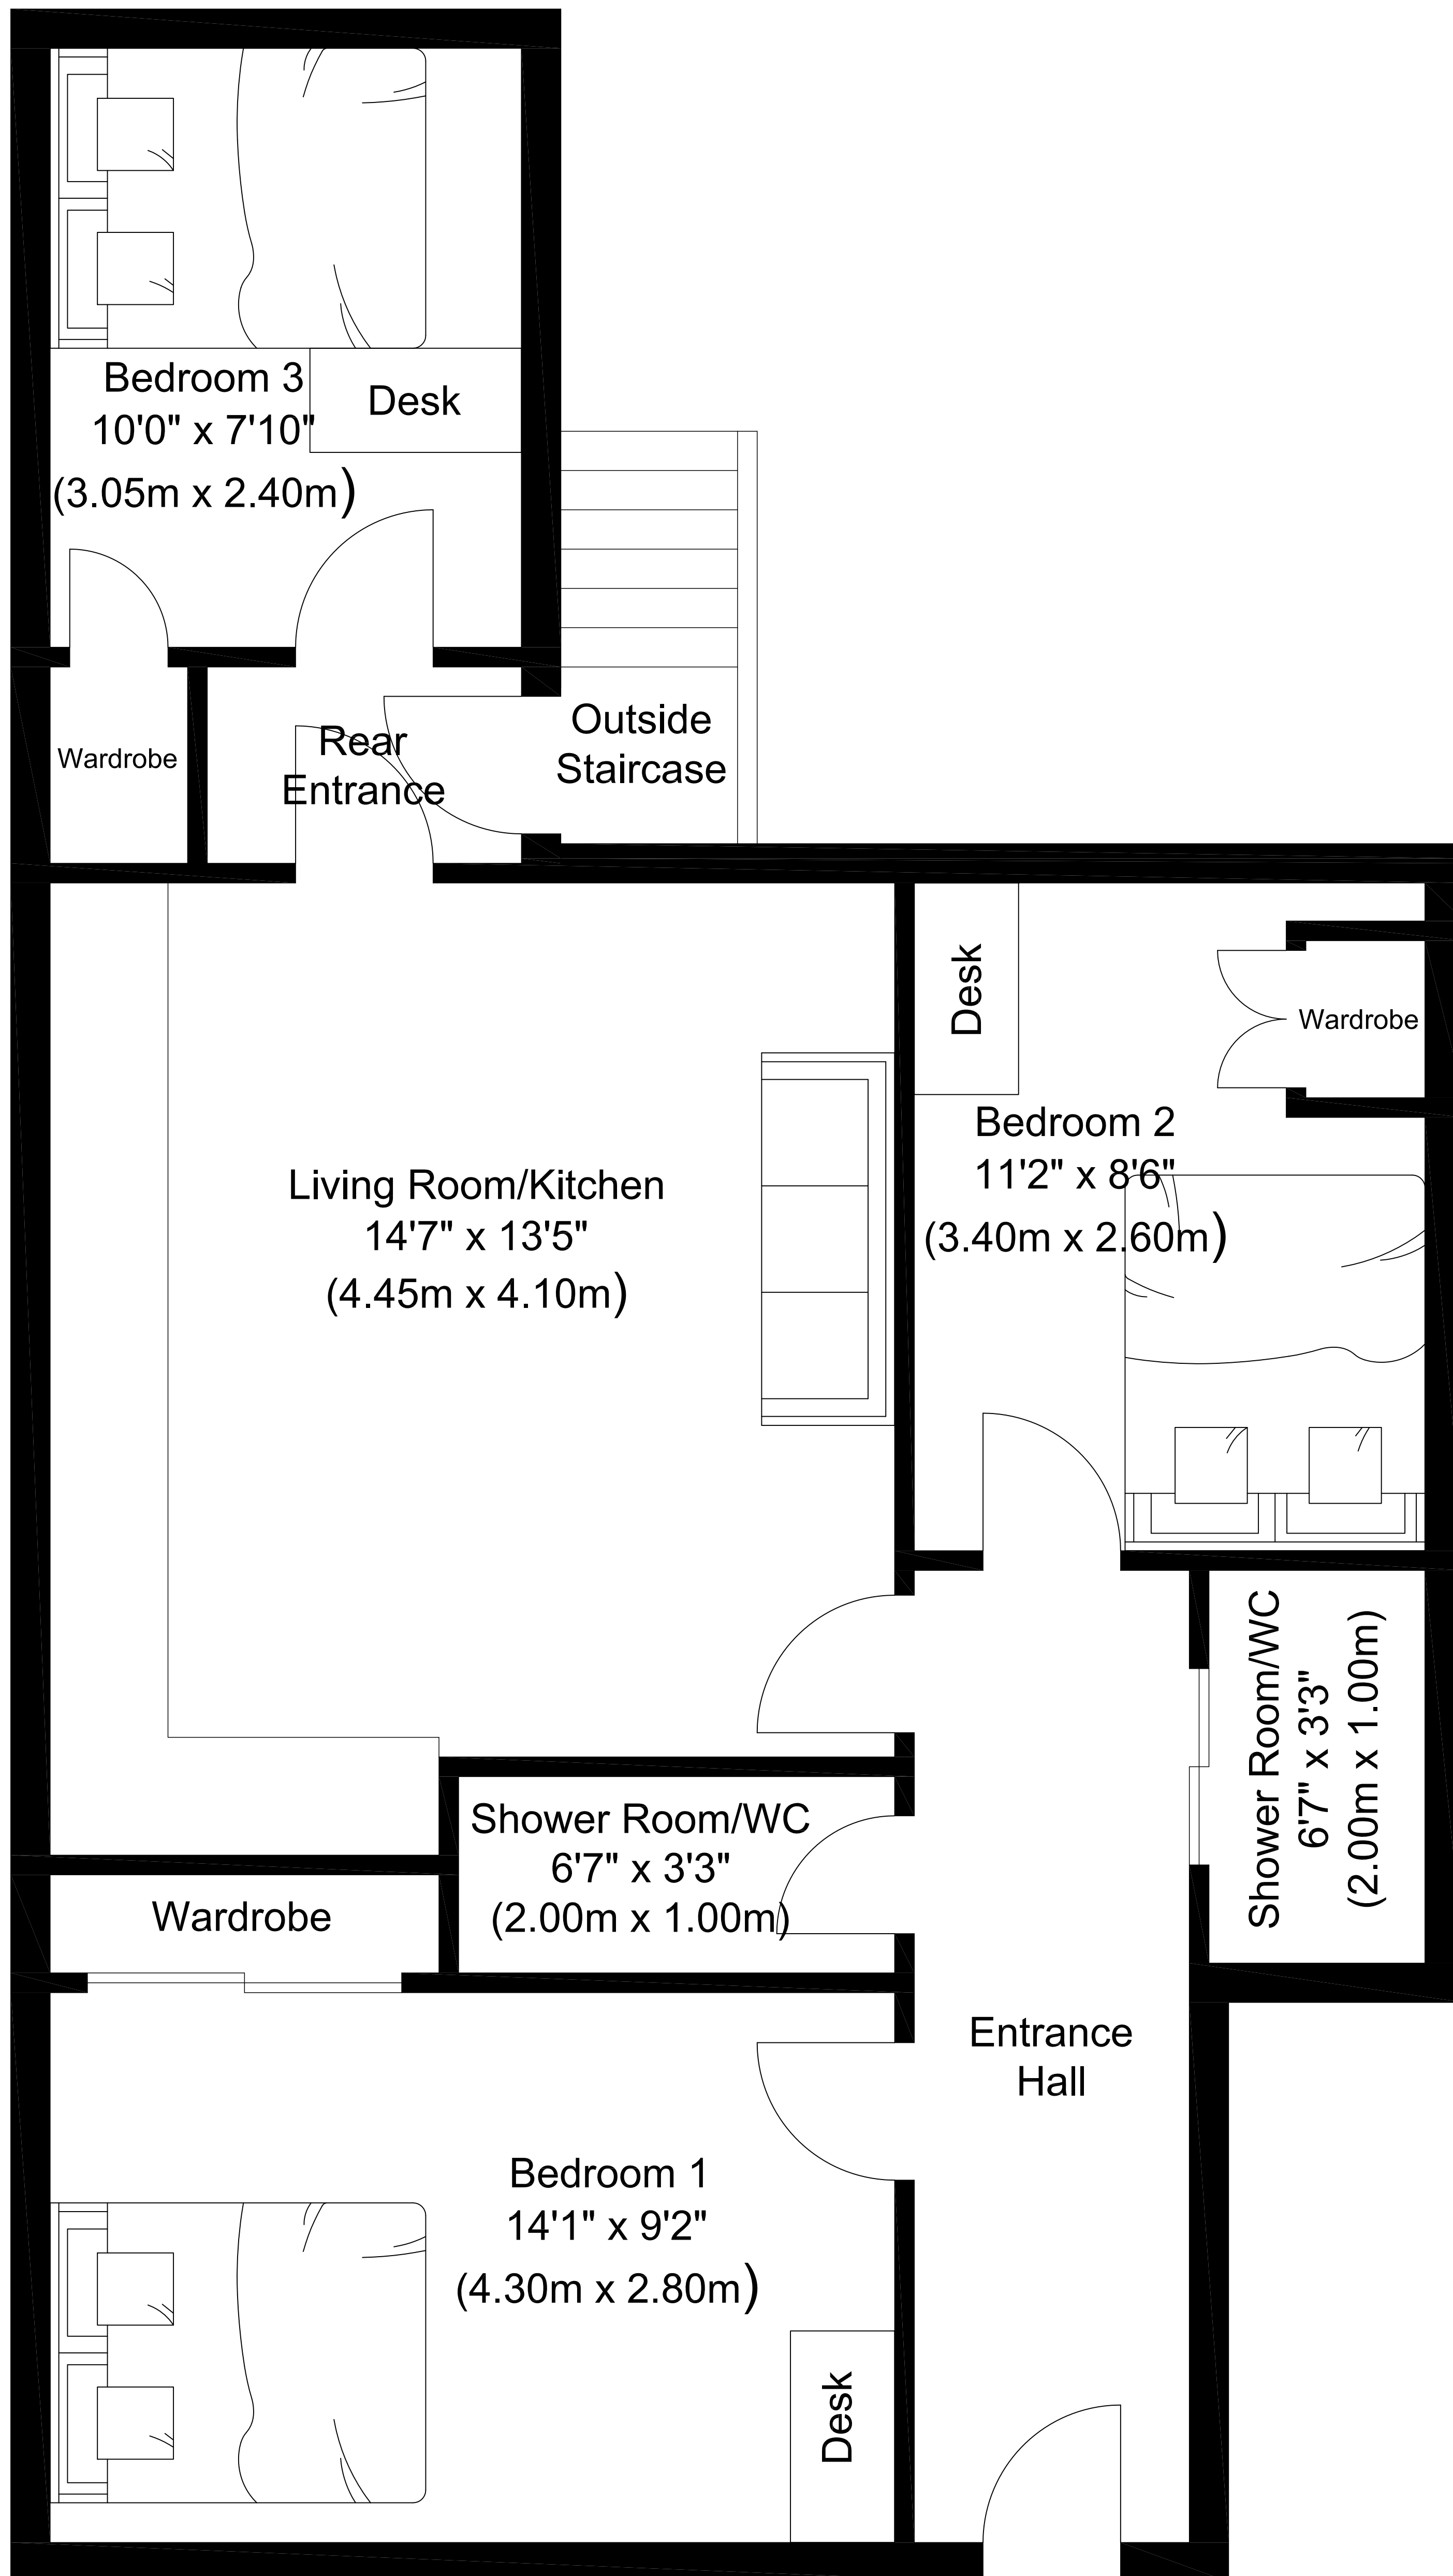 Bedroom 3
10'0" x 7'10"
(3.05m x 2.40m)
Desk
Wardrobe
Rear
Entrance
Outside
Staircase
Desk
Wardrobe
Bedroom 2
11'2" x 8'6"
(3.40m x 2.60m)
Living Room/Kitchen
14'7" x 13'5"
(4.45m x 4.10m)
Shower Room/WC
6'7" x 3'3"
(2.00m x 1.00m)
Shower Room/WC
6'7" x 3'3"
(2.00m x 1.00m)
Wardrobe
Entrance
Hall
Bedroom 1
14'1" x 9'2"
(4.30m x 2.80m)
Desk